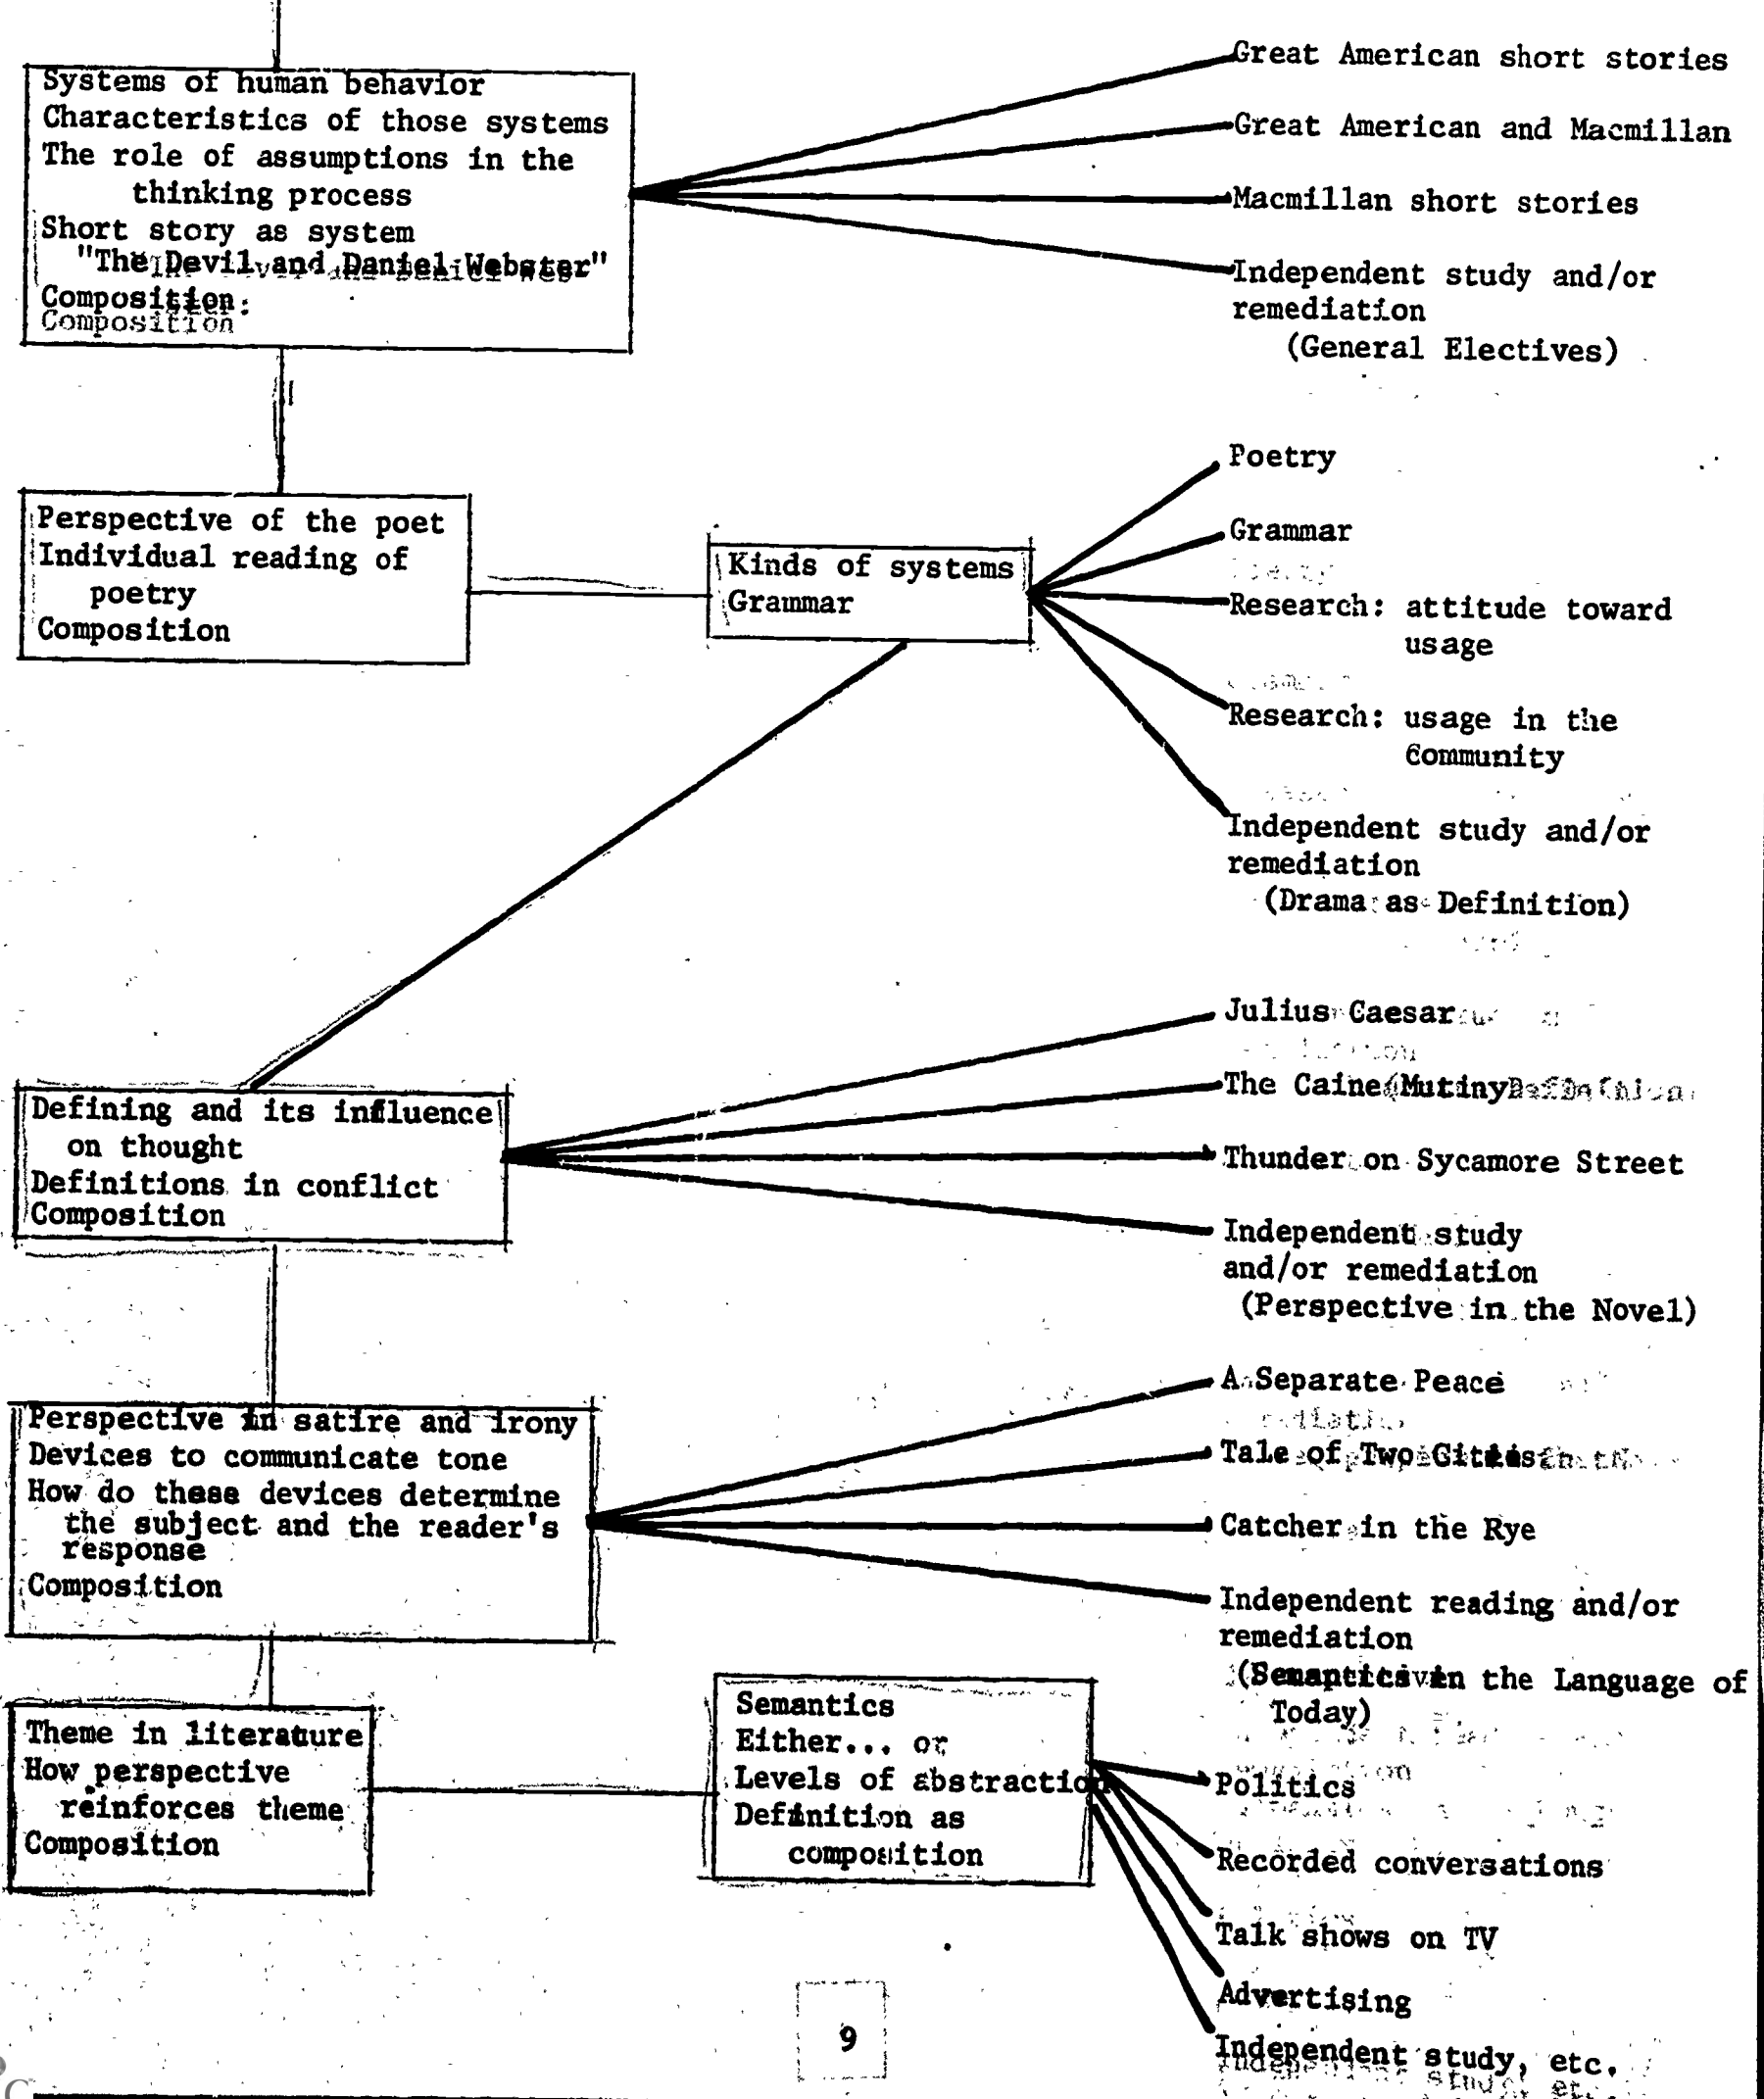 Systems of human behavior
Characteristics of those systems
The role of assumptions in the
thinking process
Short story as system
"The Devil and Daniel Webster"
Composition
Great American short stories
Great American and Macmillan
Macmillan short stories
Independent study and/or
remediation
(General Electives)
Perspective of the poet
Individual reading of
poetry
Composition
Kinds of systems
Grammar
Poetry
Grammar
Research: attitude toward
usage
Research: usage in the
Community
Independent study and/or
remediation
(Drama as Definition)
Defining and its influence
on thought
Definitions in conflict
Composition
Julius Caesar
The Caine Mutiny
Thunder on Sycamore Street
Independent study
and/or remediation
(Perspective in the Novel)
Perspective in satire and irony
Devices to communicate tone
How do these devices determine
the subject and the reader's
response
Composition
A Separate Peace
Tale of Two Cities
Catcher in the Rye
Independent reading and/or
remediation
(Semantics in the Language of
Today)
Theme in literature
How perspective
reinforces theme
Composition
Semantics
Either... or
Levels of abstraction
Definition as
composition
Politics
Recorded conversations
Talk shows on TV
Advertising
Independent study, etc.
9